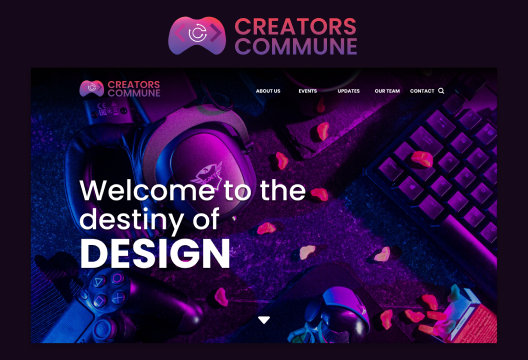 CREATORS
COMMUNE
CREATORS
COMMUNE
ABOUT US
EVENTS
UPDATES
OUR TEAM
CONTACT
Welcome to the
destiny of
DESIGN